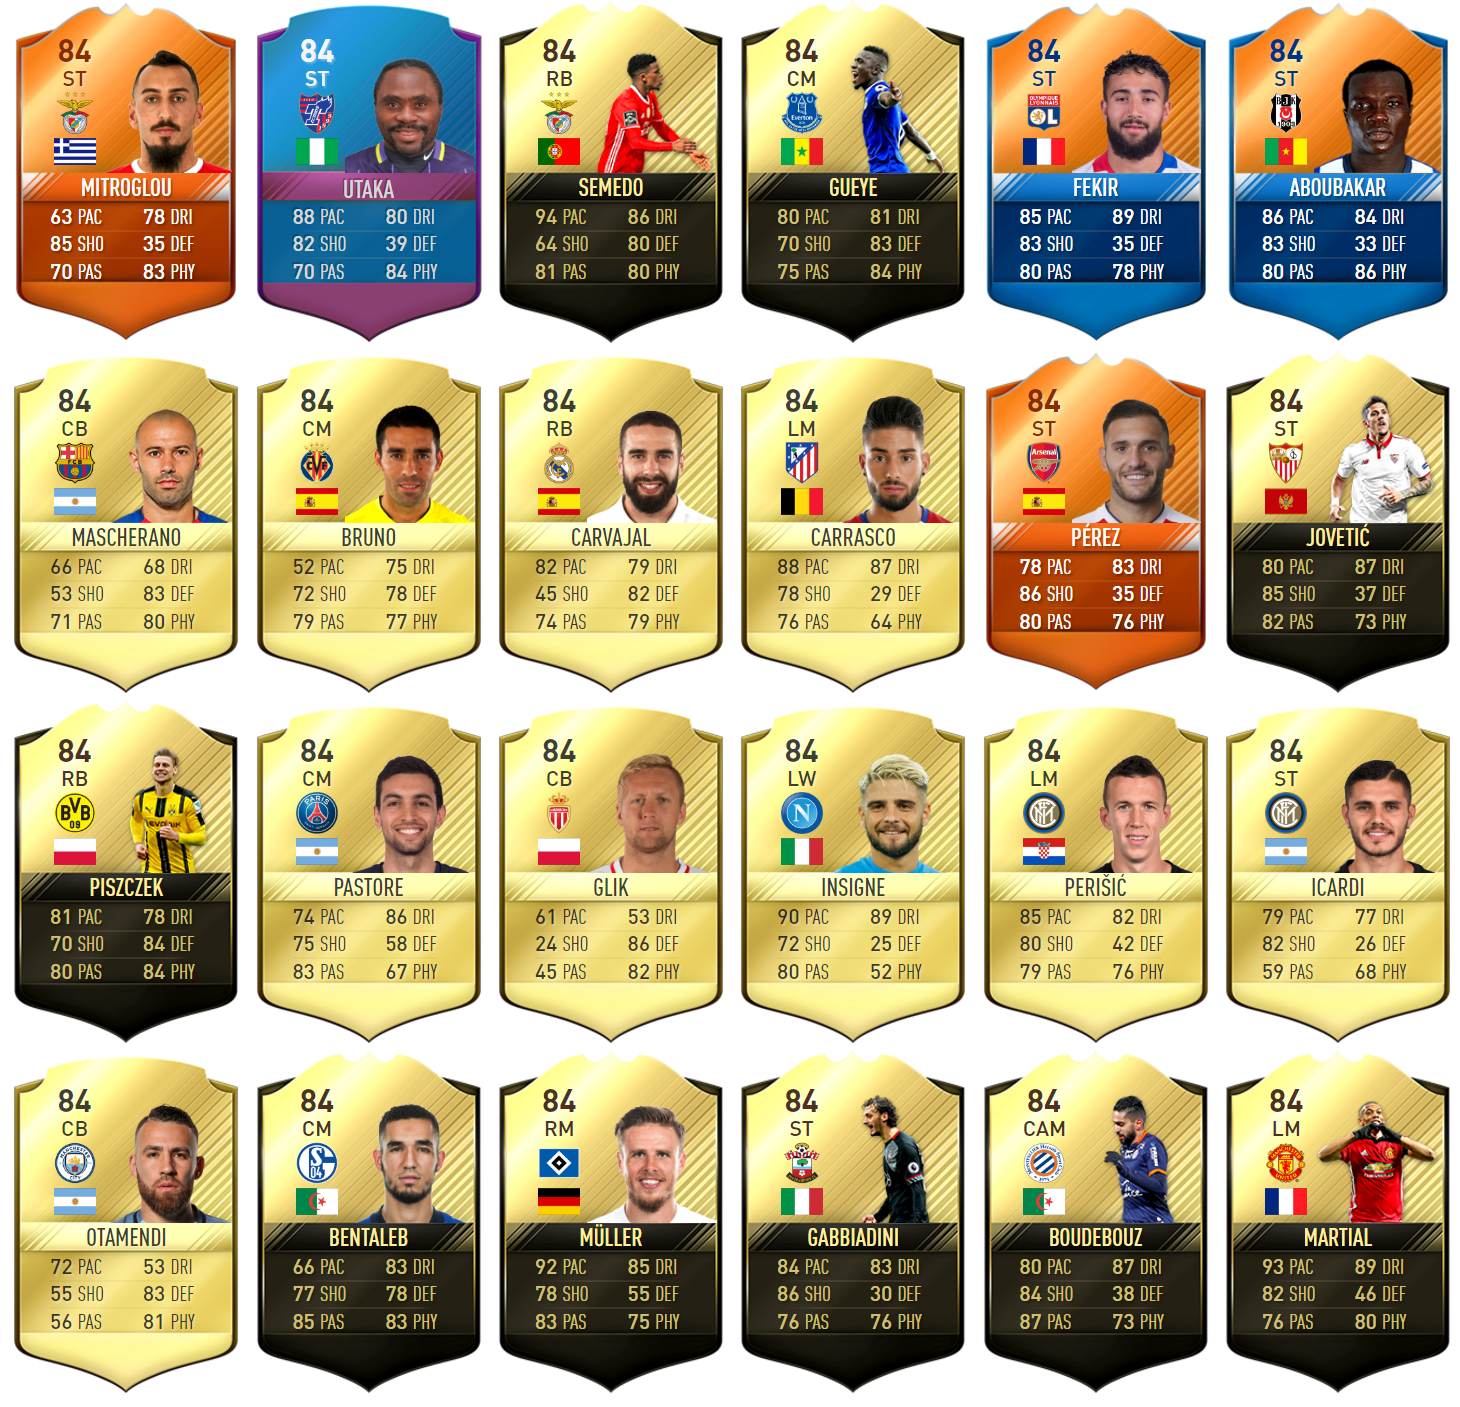 84 84 84 84 84 84
ST ST RB CM ST ST
Everton
OLYMPIQUE LYONNAIS
OL
BJK
1903
MITROGLOU UTAKA SEMEDO GUEYE FEKIR ABOUBAKAR
63 PAC 78 DRI 88 PAC 80 DRI 94 PAC 86 DRI 80 PAC 81 DRI 85 PAC 89 DRI 86 PAC 84 DRI
85 SHO 35 DEF 82 SHO 39 DEF 64 SHO 80 DEF 70 SHO 83 DEF 83 SHO 35 DEF 83 SHO 33 DEF
70 PAS 83 PHY 70 PAS 84 PHY 81 PAS 80 PHY 75 PAS 84 PHY 80 PAS 78 PHY 80 PAS 86 PHY
84 84 84 84 84 84
CB CM RB LM ST ST
FCB
Arsenal
MASCHERANO BRUNO CARVAJAL CARRASCO PÉREZ JOVETIĆ
66 PAC 68 DRI 52 PAC 75 DRI 82 PAC 79 DRI 88 PAC 87 DRI 78 PAC 83 DRI 80 PAC 87 DRI
53 SHO 83 DEF 72 SHO 78 DEF 45 SHO 82 DEF 78 SHO 29 DEF 86 SHO 35 DEF 85 SHO 37 DEF
71 PAS 80 PHY 79 PAS 77 PHY 74 PAS 79 PHY 76 PAS 64 PHY 80 PAS 76 PHY 82 PAS 73 PHY
84 84 84 84 84 84
RB CM CB LW LM ST
BVB
09
PARIS
N
PISZCZEK PASTORE GLIK INSIGNE PERIŠIĆ ICARDI
81 PAC 78 DRI 74 PAC 86 DRI 61 PAC 53 DRI 90 PAC 89 DRI 85 PAC 82 DRI 79 PAC 77 DRI
70 SHO 84 DEF 75 SHO 58 DEF 24 SHO 86 DEF 72 SHO 25 DEF 80 SHO 42 DEF 82 SHO 26 DEF
80 PAS 84 PHY 83 PAS 67 PHY 45 PAS 82 PHY 80 PAS 52 PHY 79 PAS 76 PHY 59 PAS 68 PHY
84 84 84 84 84 84
CB CM RM ST CAM LM
MANCHESTER
CITY
04
OTAMENDI BENTALEB MÜLLER GABBIADINI BOUDEBOUZ MARTIAL
72 PAC 53 DRI 66 PAC 83 DRI 92 PAC 85 DRI 84 PAC 83 DRI 80 PAC 87 DRI 93 PAC 89 DRI
55 SHO 83 DEF 77 SHO 78 DEF 78 SHO 55 DEF 86 SHO 30 DEF 84 SHO 38 DEF 82 SHO 46 DEF
56 PAS 81 PHY 85 PAS 83 PHY 83 PAS 75 PHY 76 PAS 76 PHY 87 PAS 73 PHY 76 PAS 80 PHY